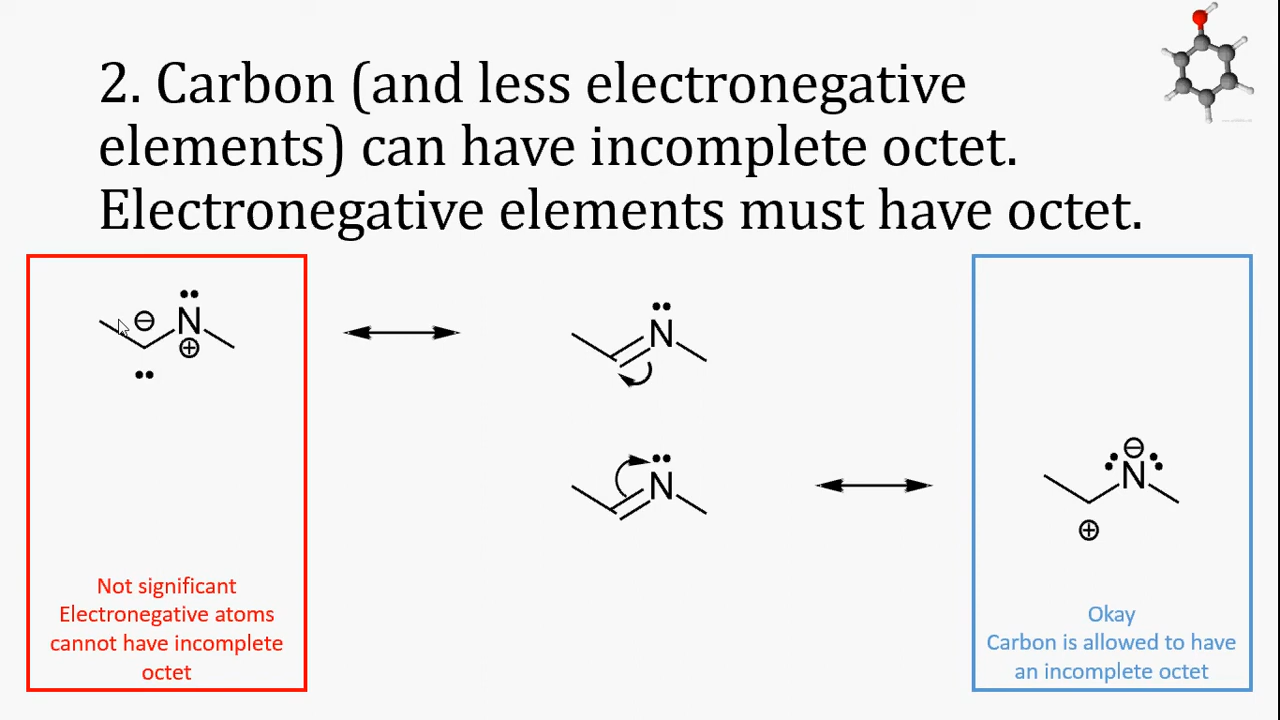 2. Carbon (and less electronegative
elements) can have incomplete octet.
Electronegative elements must have octet.
N
⊖
⊕
N
N
N
⊖
⊕
Not significant
Electronegative atoms
cannot have incomplete
octet
Okay
Carbon is allowed to have
an incomplete octet